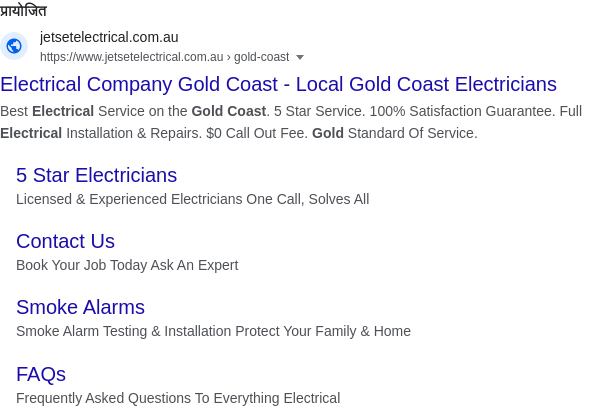 प्रायोजित
jetsetelectrical.com.au
https://www.jetsetelectrical.com.au › gold-coast
Electrical Company Gold Coast - Local Gold Coast Electricians
Best Electrical Service on the Gold Coast. 5 Star Service. 100% Satisfaction Guarantee. Full
Electrical Installation & Repairs. $0 Call Out Fee. Gold Standard Of Service.
5 Star Electricians
Licensed & Experienced Electricians One Call, Solves All
Contact Us
Book Your Job Today Ask An Expert
Smoke Alarms
Smoke Alarm Testing & Installation Protect Your Family & Home
FAQs
Frequently Asked Questions To Everything Electrical